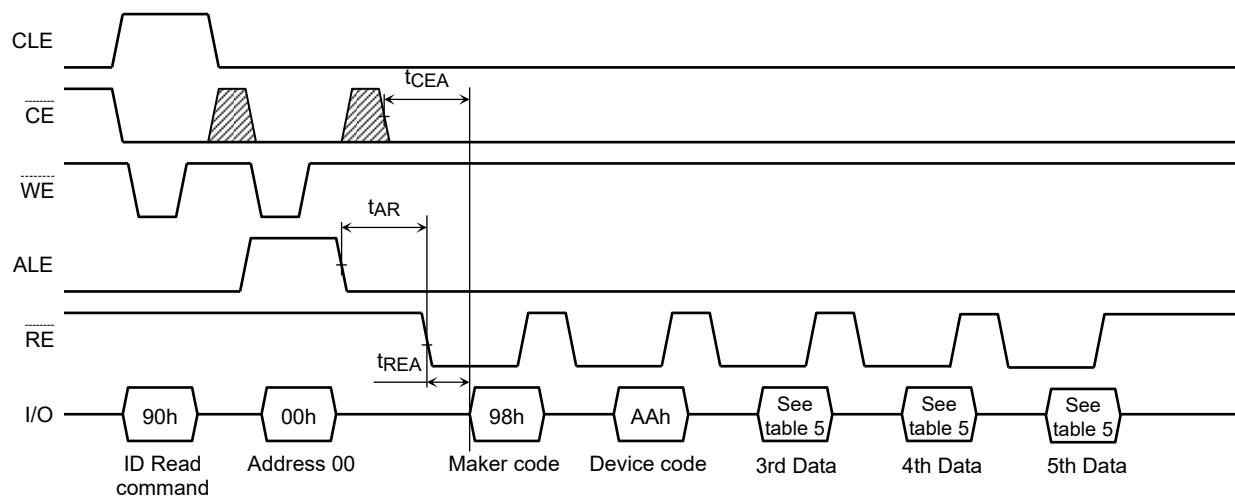 CLE
tCEA
CE
WE
tAR
ALE
RE
tREA
I/O
90h
00h
98h
AAh
See
table 5
See
table 5
See
table 5
ID Read
command
Address 00
Maker code
Device code
3rd Data
4th Data
5th Data